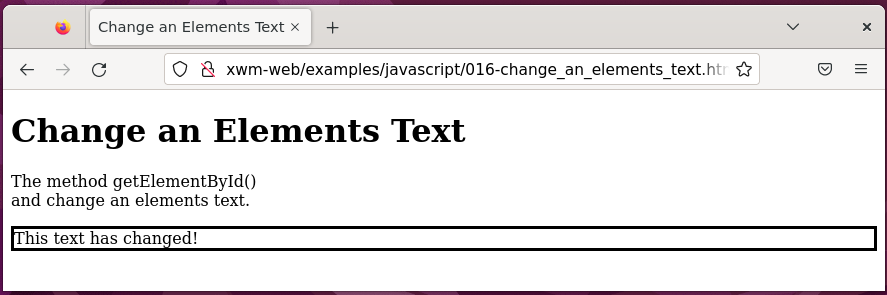 Change an Elements Text
xwm-web/examples/javascript/016-change_an_elements_text.htm
Change an Elements Text
The method getElementById()
and change an elements text.
This text has changed!